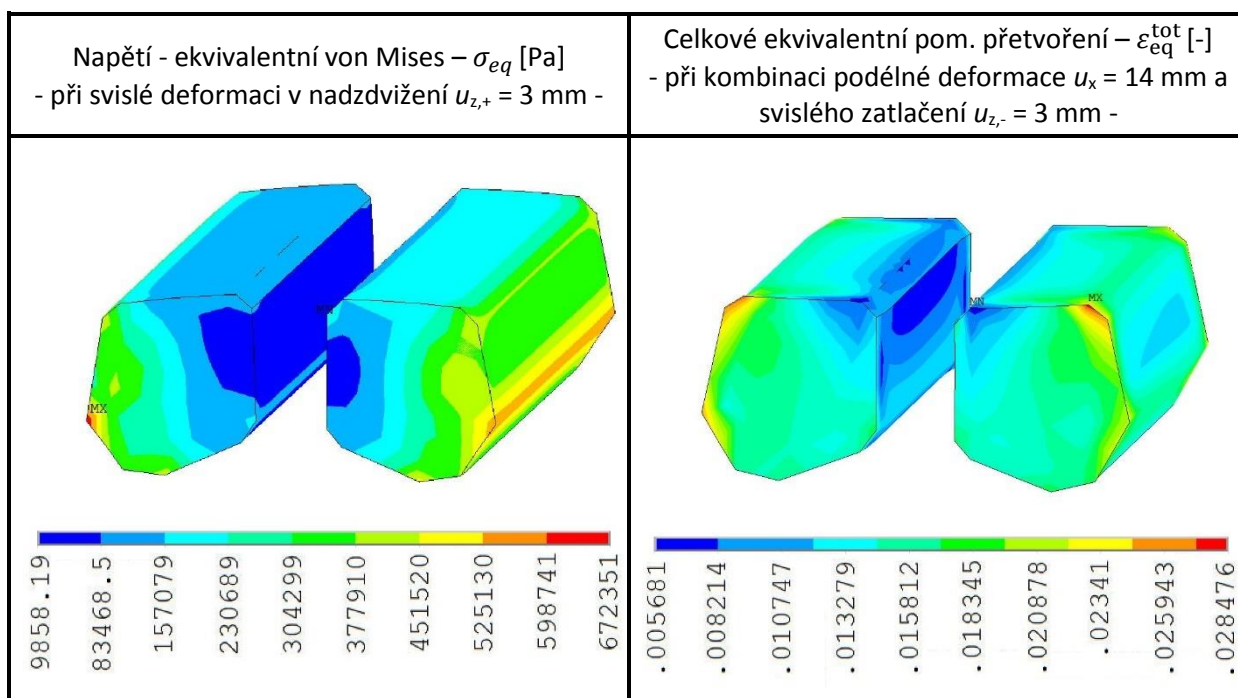 Napětí - ekvivalentní von Mises – σeq [Pa]
- při svislé deformaci v nadzdvižení uz,+ = 3 mm -
Celkové ekvivalentní pom. přetvoření – εeq^tot [-]
- při kombinaci podélné deformace ux = 14 mm a
svislého zatlačení uz,- = 3 mm -
MN
MX
MN
MX
9858.19
83468.5
157079
230689
304299
377910
451520
525130
598741
672351
.005681
.008214
.010747
.013279
.015812
.018345
.020878
.02341
.025943
.028476